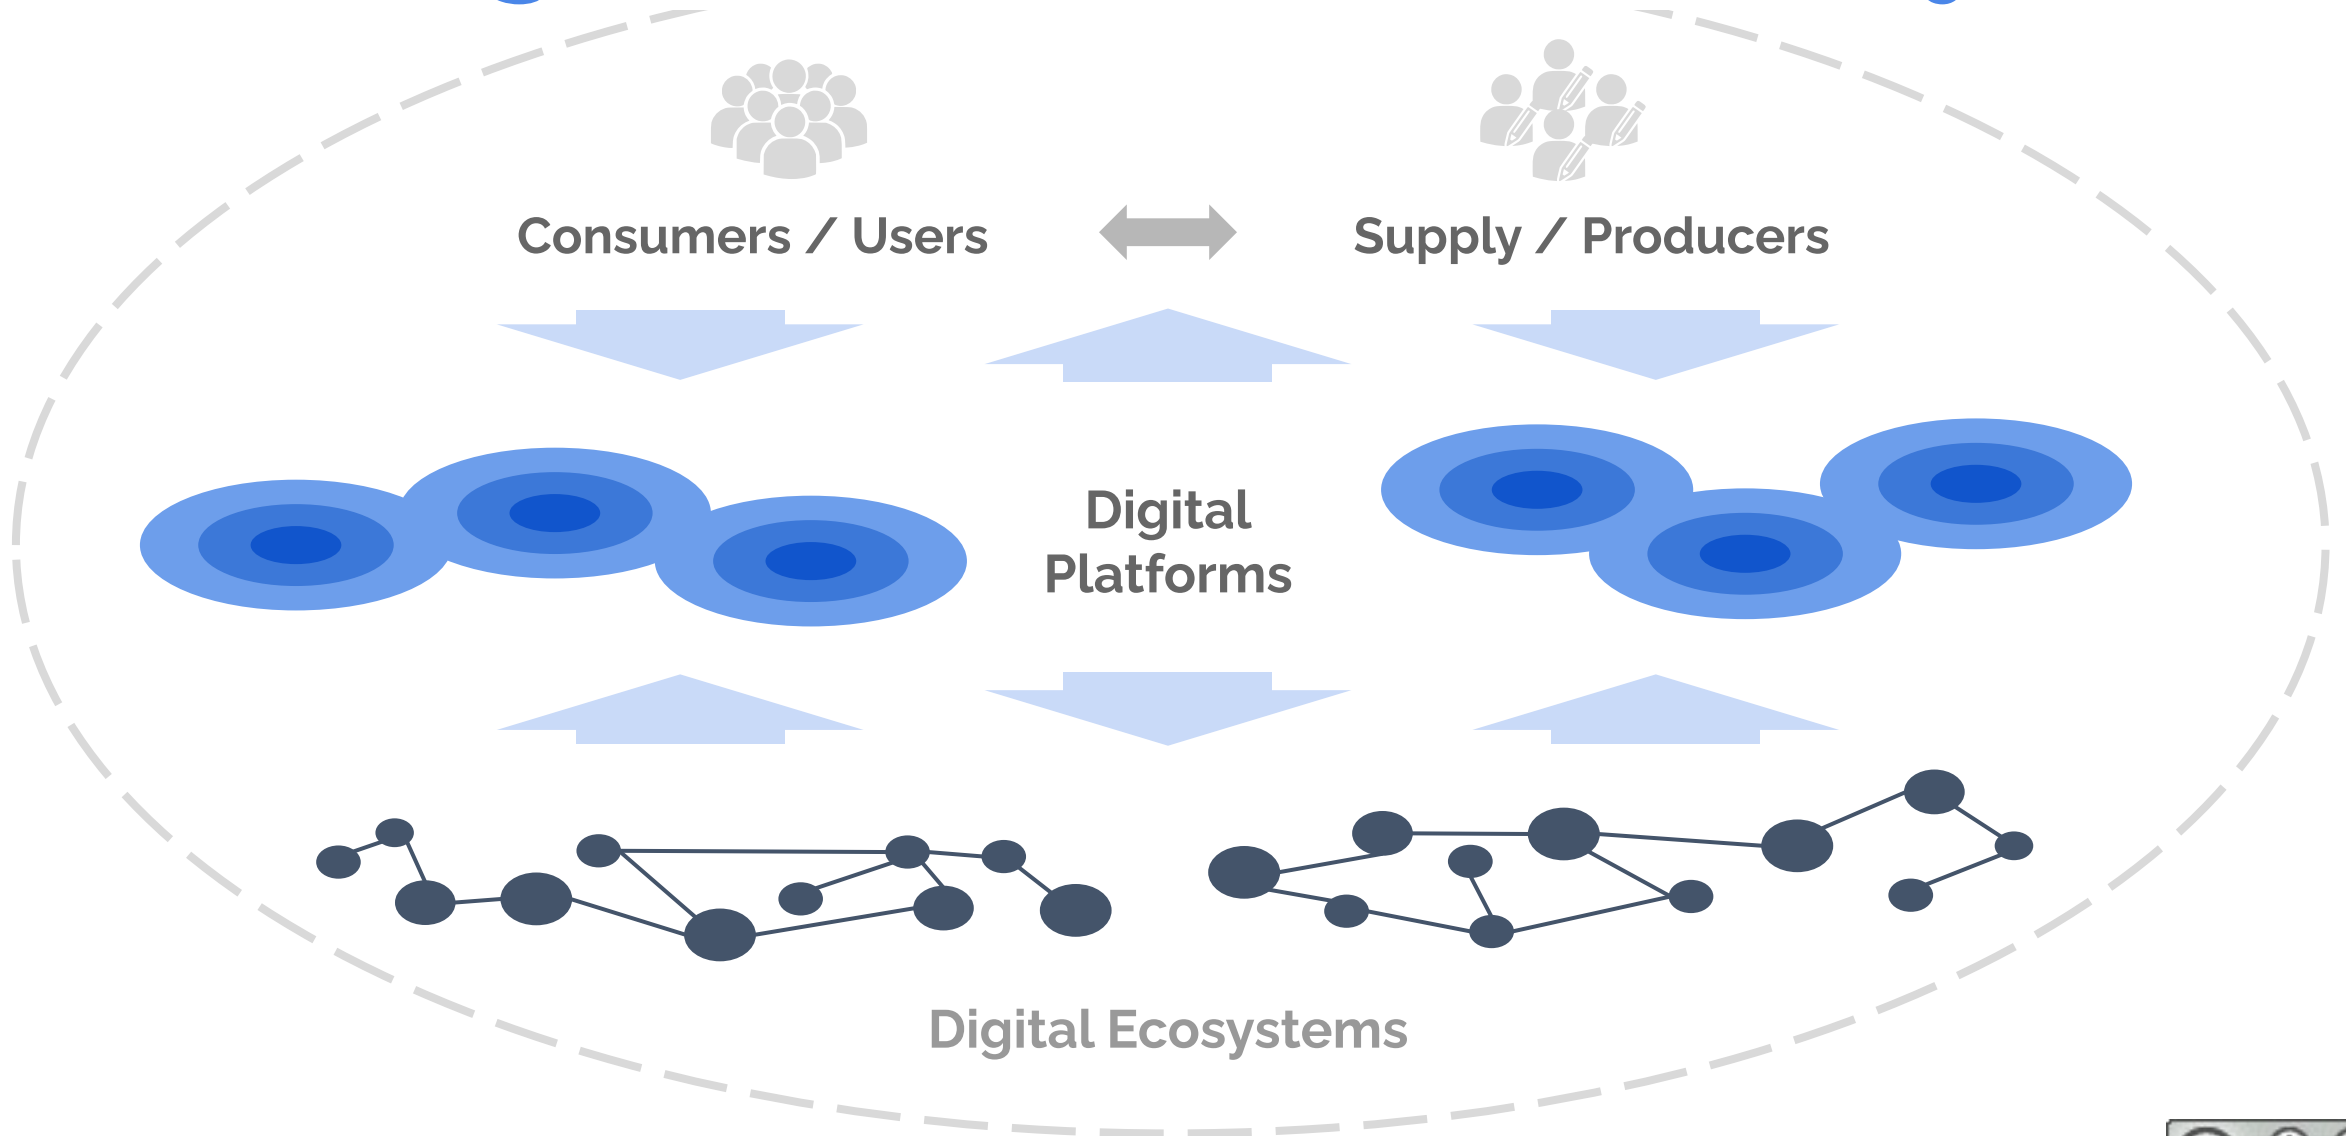 Consumers / Users
Supply / Producers
Digital
Platforms
Digital Ecosystems